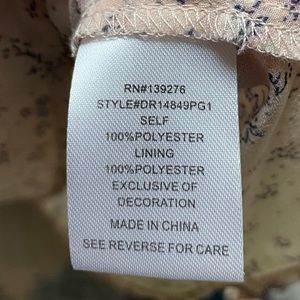 RN#139276
STYLE#DR14849PG1
SELF
100%POLYESTER
LINING
100%POLYESTER
EXCLUSIVE OF
DECORATION
MADE IN CHINA
SEE REVERSE FOR CARE